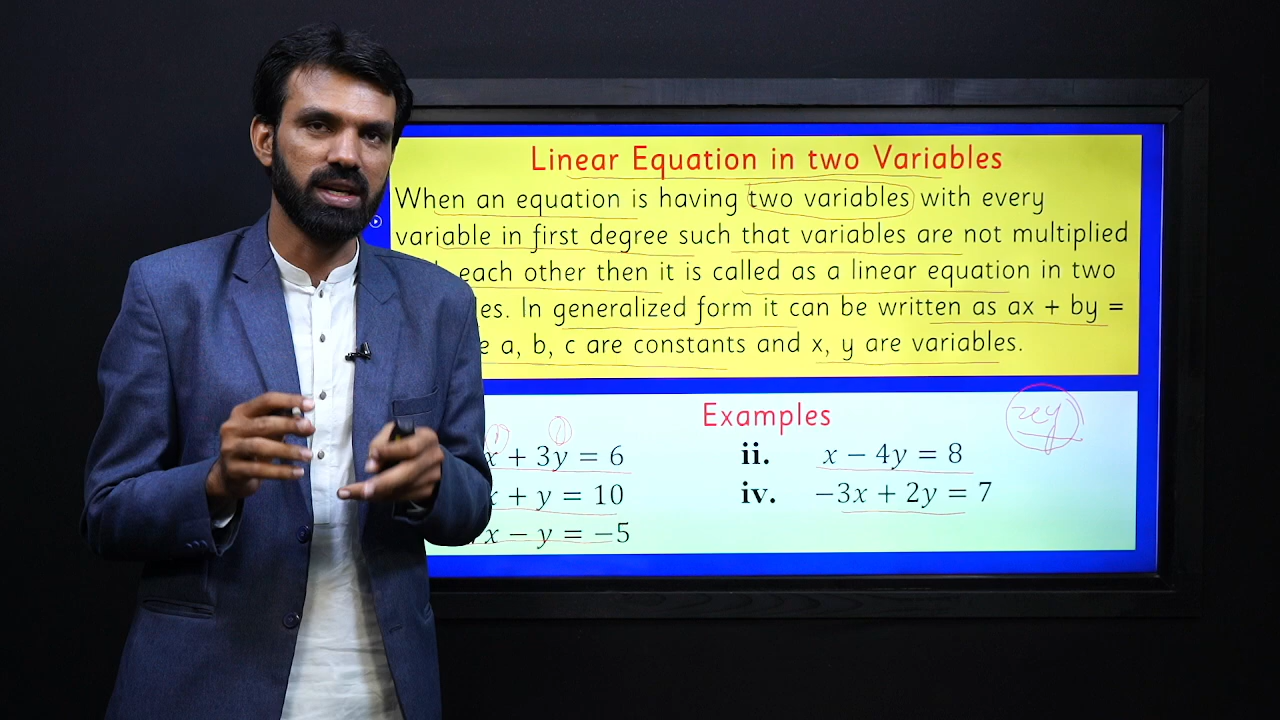 Linear Equation in two Variables
When an equation is having two variables with every
variable in first degree such that variables are not multiplied
each other then it is called as a linear equation in two
In generalized form it can be written as ax + by =
a, b, c are constants and x, y are variables.
Examples
xy
x + 3y = 6
ii. x − 4y = 8
x + y = 10
iv. −3x + 2y = 7
x − y = −5